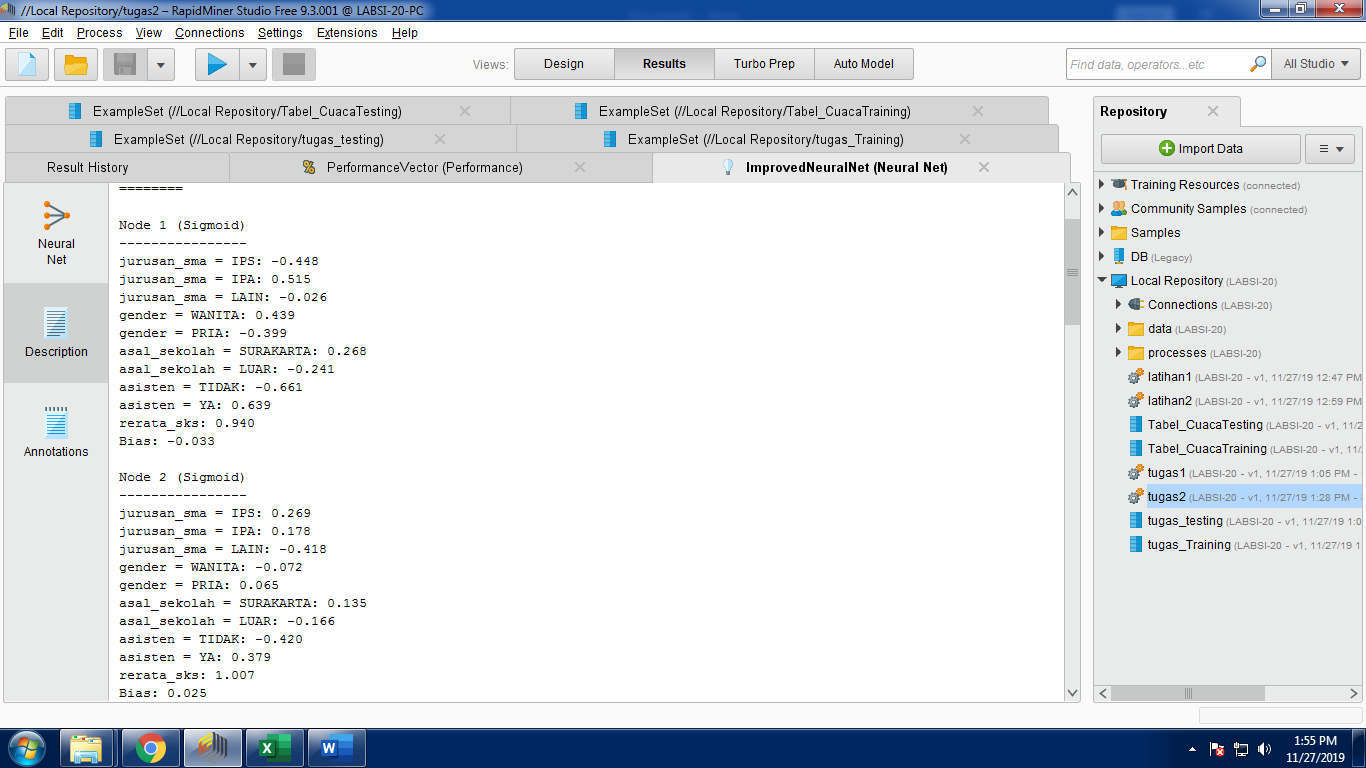 //Local Repository/tugas2 – RapidMiner Studio Free 9.3.001 @ LABSI-20-PC
File Edit Process View Connections Settings Extensions Help
Views: Design Results Turbo Prep Auto Model Find data, operators...etc All Studio
ExampleSet (//Local Repository/Tabel_CuacaTesting) ExampleSet (//Local Repository/Tabel_CuacaTraining)
ExampleSet (//Local Repository/tugas_testing) ExampleSet (//Local Repository/tugas_Training)
Result History PerformanceVector (Performance) ImprovedNeuralNet (Neural Net)
Neural
Net
Description
Annotations
========
Node 1 (Sigmoid)
----------------
jurusan_sma = IPS: -0.448
jurusan_sma = IPA: 0.515
jurusan_sma = LAIN: -0.026
gender = WANITA: 0.439
gender = PRIA: -0.399
asal_sekolah = SURAKARTA: 0.268
asal_sekolah = LUAR: -0.241
asisten = TIDAK: -0.661
asisten = YA: 0.639
rerata_sks: 0.940
Bias: -0.033
Node 2 (Sigmoid)
----------------
jurusan_sma = IPS: 0.269
jurusan_sma = IPA: 0.178
jurusan_sma = LAIN: -0.418
gender = WANITA: -0.072
gender = PRIA: 0.065
asal_sekolah = SURAKARTA: 0.135
asal_sekolah = LUAR: -0.166
asisten = TIDAK: -0.420
asisten = YA: 0.379
rerata_sks: 1.007
Bias: 0.025
Repository
Import Data
Training Resources (connected)
Community Samples (connected)
Samples
DB (Legacy)
Local Repository (LABSI-20)
Connections (LABSI-20)
data (LABSI-20)
processes (LABSI-20)
latihan1 (LABSI-20 - v1, 11/27/19 12:47 PM
latihan2 (LABSI-20 - v1, 11/27/19 12:59 PM
Tabel_CuacaTesting (LABSI-20 - v1, 11/2
Tabel_CuacaTraining (LABSI-20 - v1, 11/
tugas1 (LABSI-20 - v1, 11/27/19 1:05 PM -
tugas2 (LABSI-20 - v1, 11/27/19 1:28 PM -
tugas_testing (LABSI-20 - v1, 11/27/19 1:0
tugas_Training (LABSI-20 - v1, 11/27/19 1
1:55 PM
11/27/2019